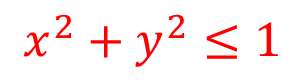 x² + y² ≤ 1